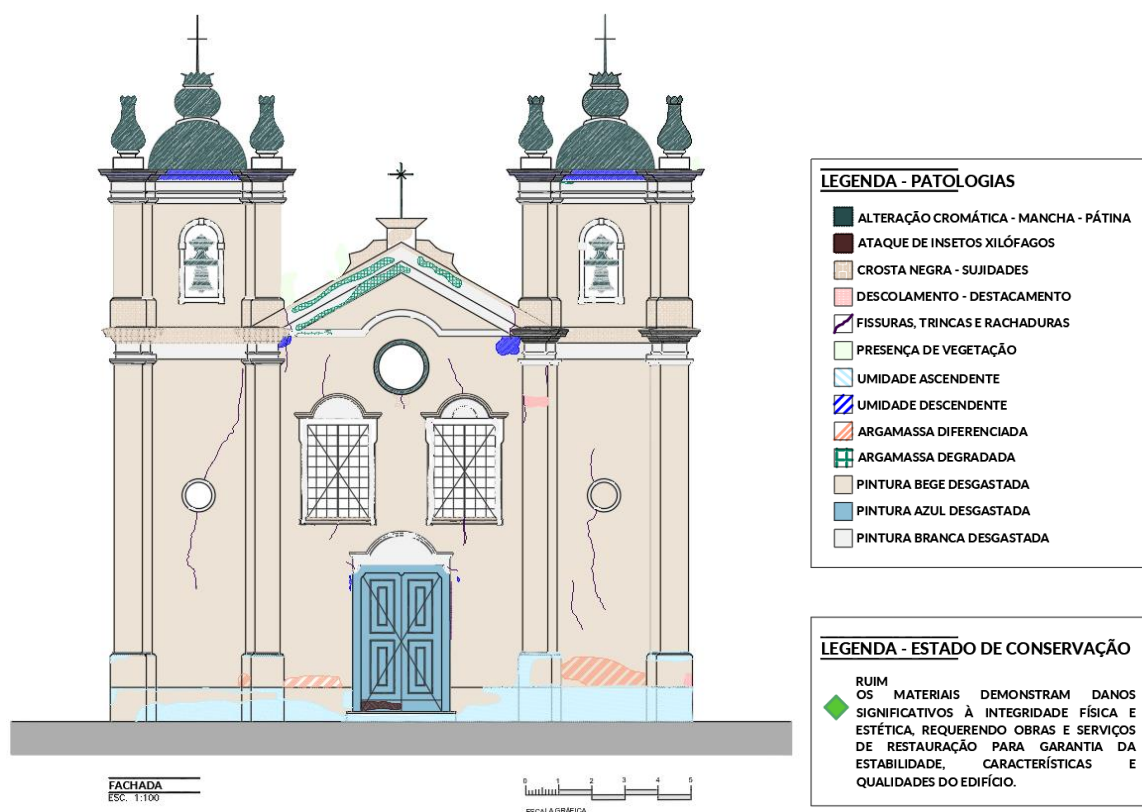 LEGENDA - PATOLOGIAS
ALTERAÇÃO CROMÁTICA - MANCHA - PÁTINA
ATAQUE DE INSETOS XILÓFAGOS
CROSTA NEGRA - SUJIDADES
DESCOLAMENTO - DESTACAMENTO
FISSURAS, TRINCAS E RACHADURAS
PRESENÇA DE VEGETAÇÃO
UMIDADE ASCENDENTE
UMIDADE DESCENDENTE
ARGAMASSA DIFERENCIADA
ARGAMASSA DEGRADADA
PINTURA BEGE DESGASTADA
PINTURA AZUL DESGASTADA
PINTURA BRANCA DESGASTADA
LEGENDA - ESTADO DE CONSERVAÇÃO
RUIM
OS MATERIAIS DEMONSTRAM DANOS
SIGNIFICATIVOS À INTEGRIDADE FÍSICA E
ESTÉTICA, REQUERENDO OBRAS E SERVIÇOS
DE RESTAURAÇÃO PARA GARANTIA DA
ESTABILIDADE, CARACTERÍSTICAS E
QUALIDADES DO EDIFÍCIO.
FACHADA
ESC. 1:100
0 1 2 3 4 5
ESCALA GRÁFICA